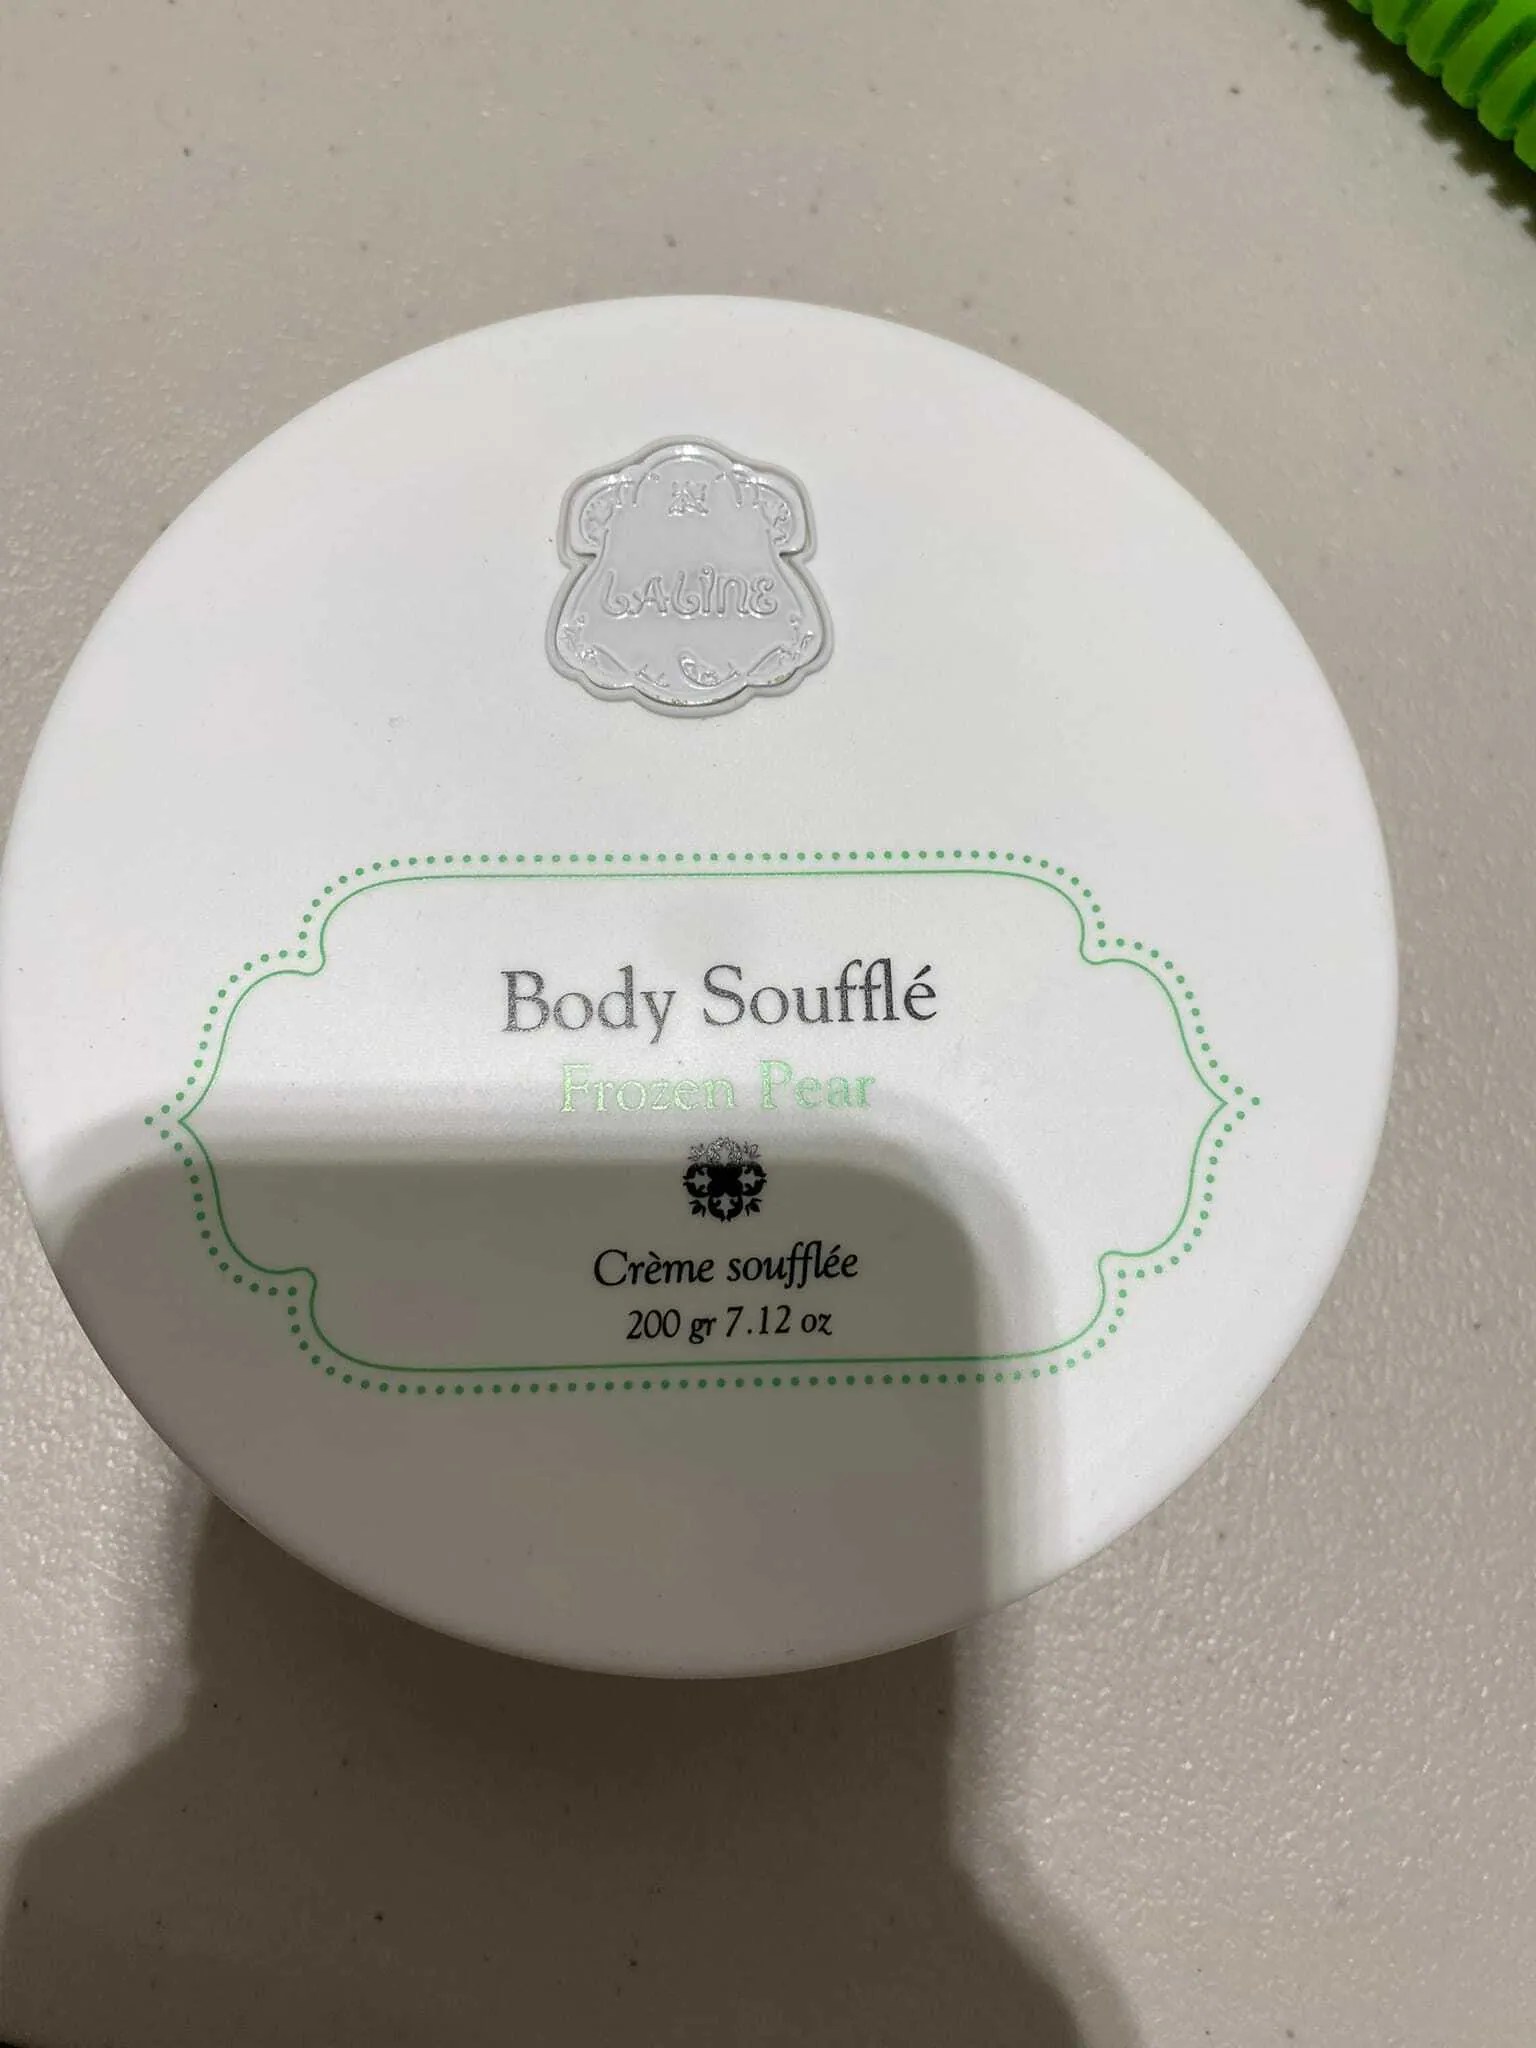 LALINE
Body Soufflé
Frozen Pear
Crème soufflée
200 gr 7.12 oz